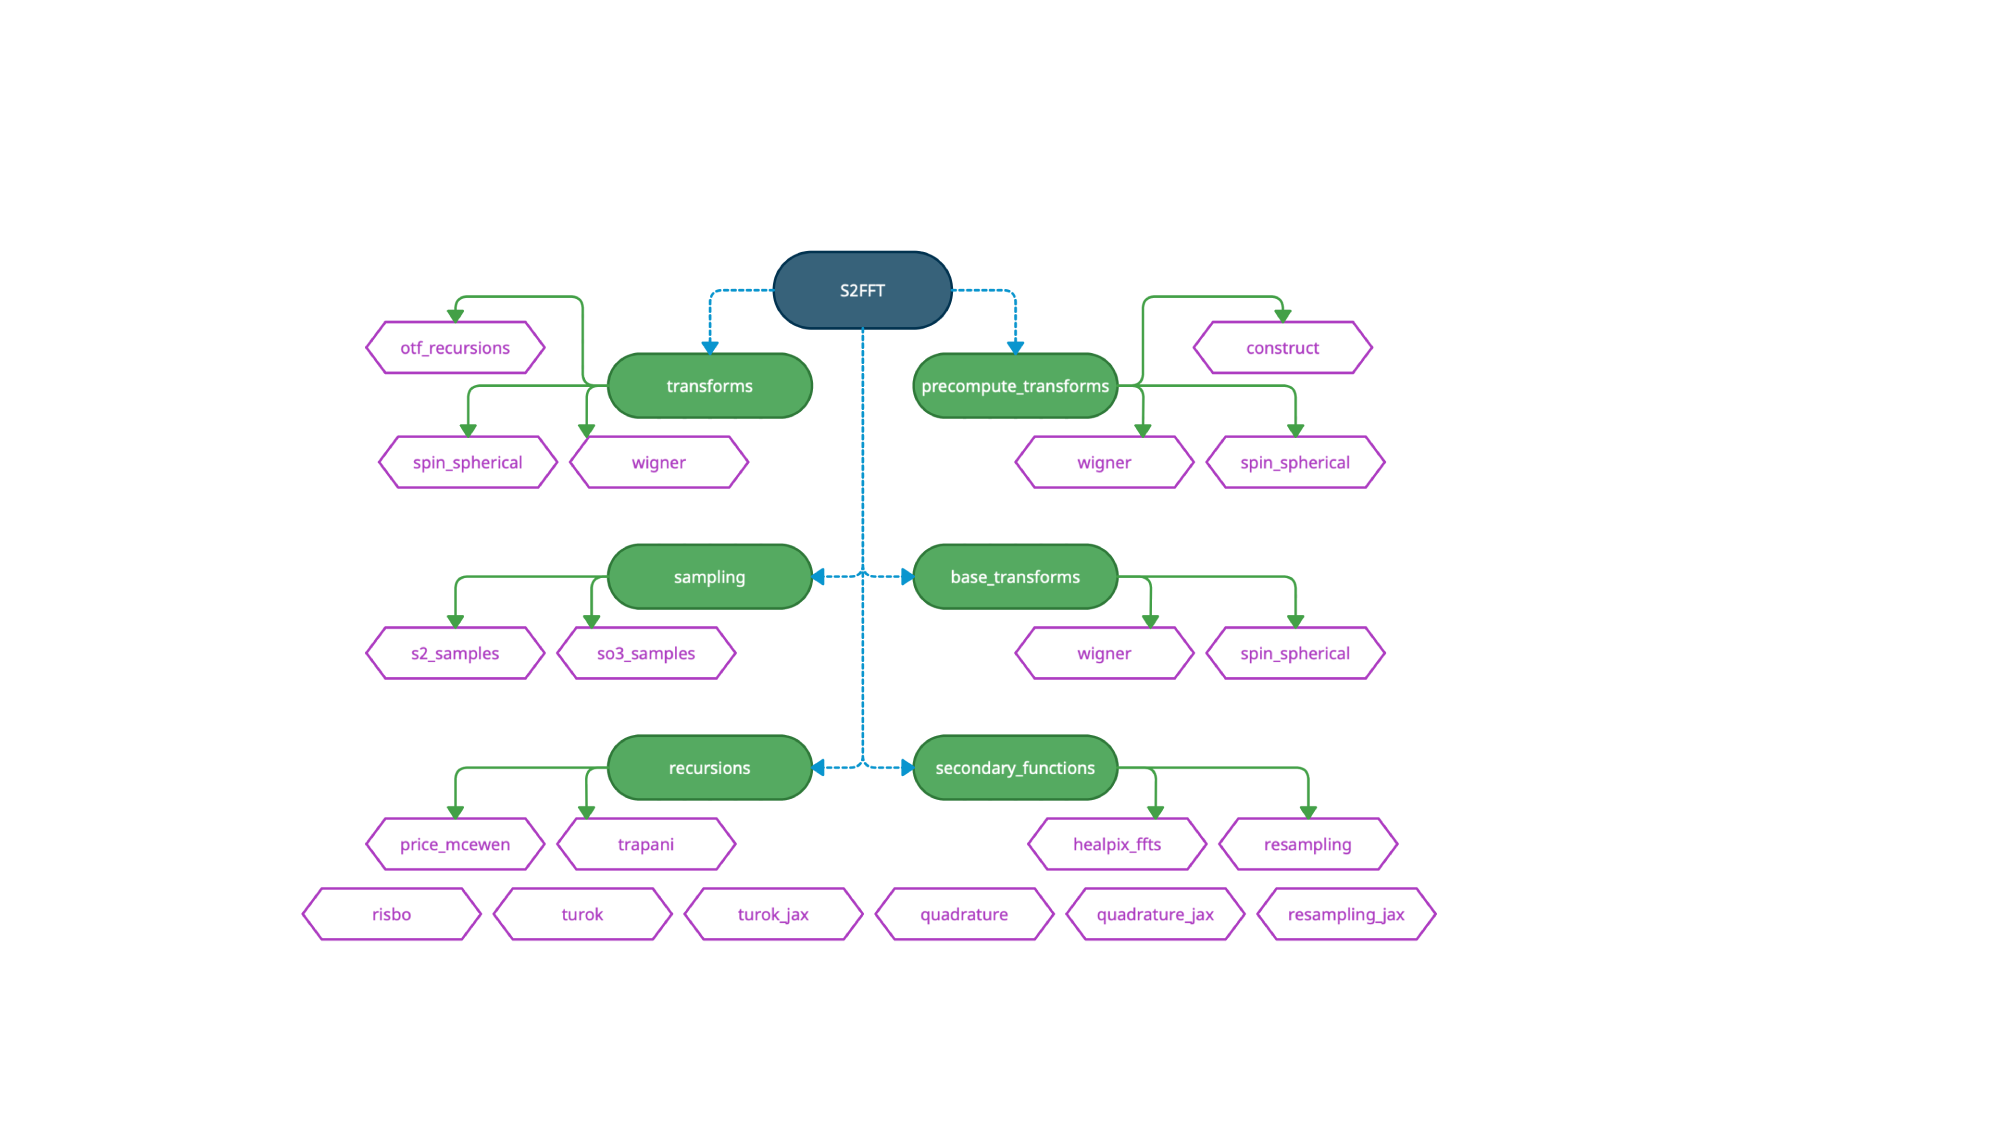 S2FFT
otf_recursions
construct
transforms
precompute_transforms
spin_spherical
wigner
wigner
spin_spherical
sampling
base_transforms
s2_samples
so3_samples
wigner
spin_spherical
recursions
secondary_functions
price_mcewen
trapani
healpix_ffts
resampling
risbo
turok
turok_jax
quadrature
quadrature_jax
resampling_jax